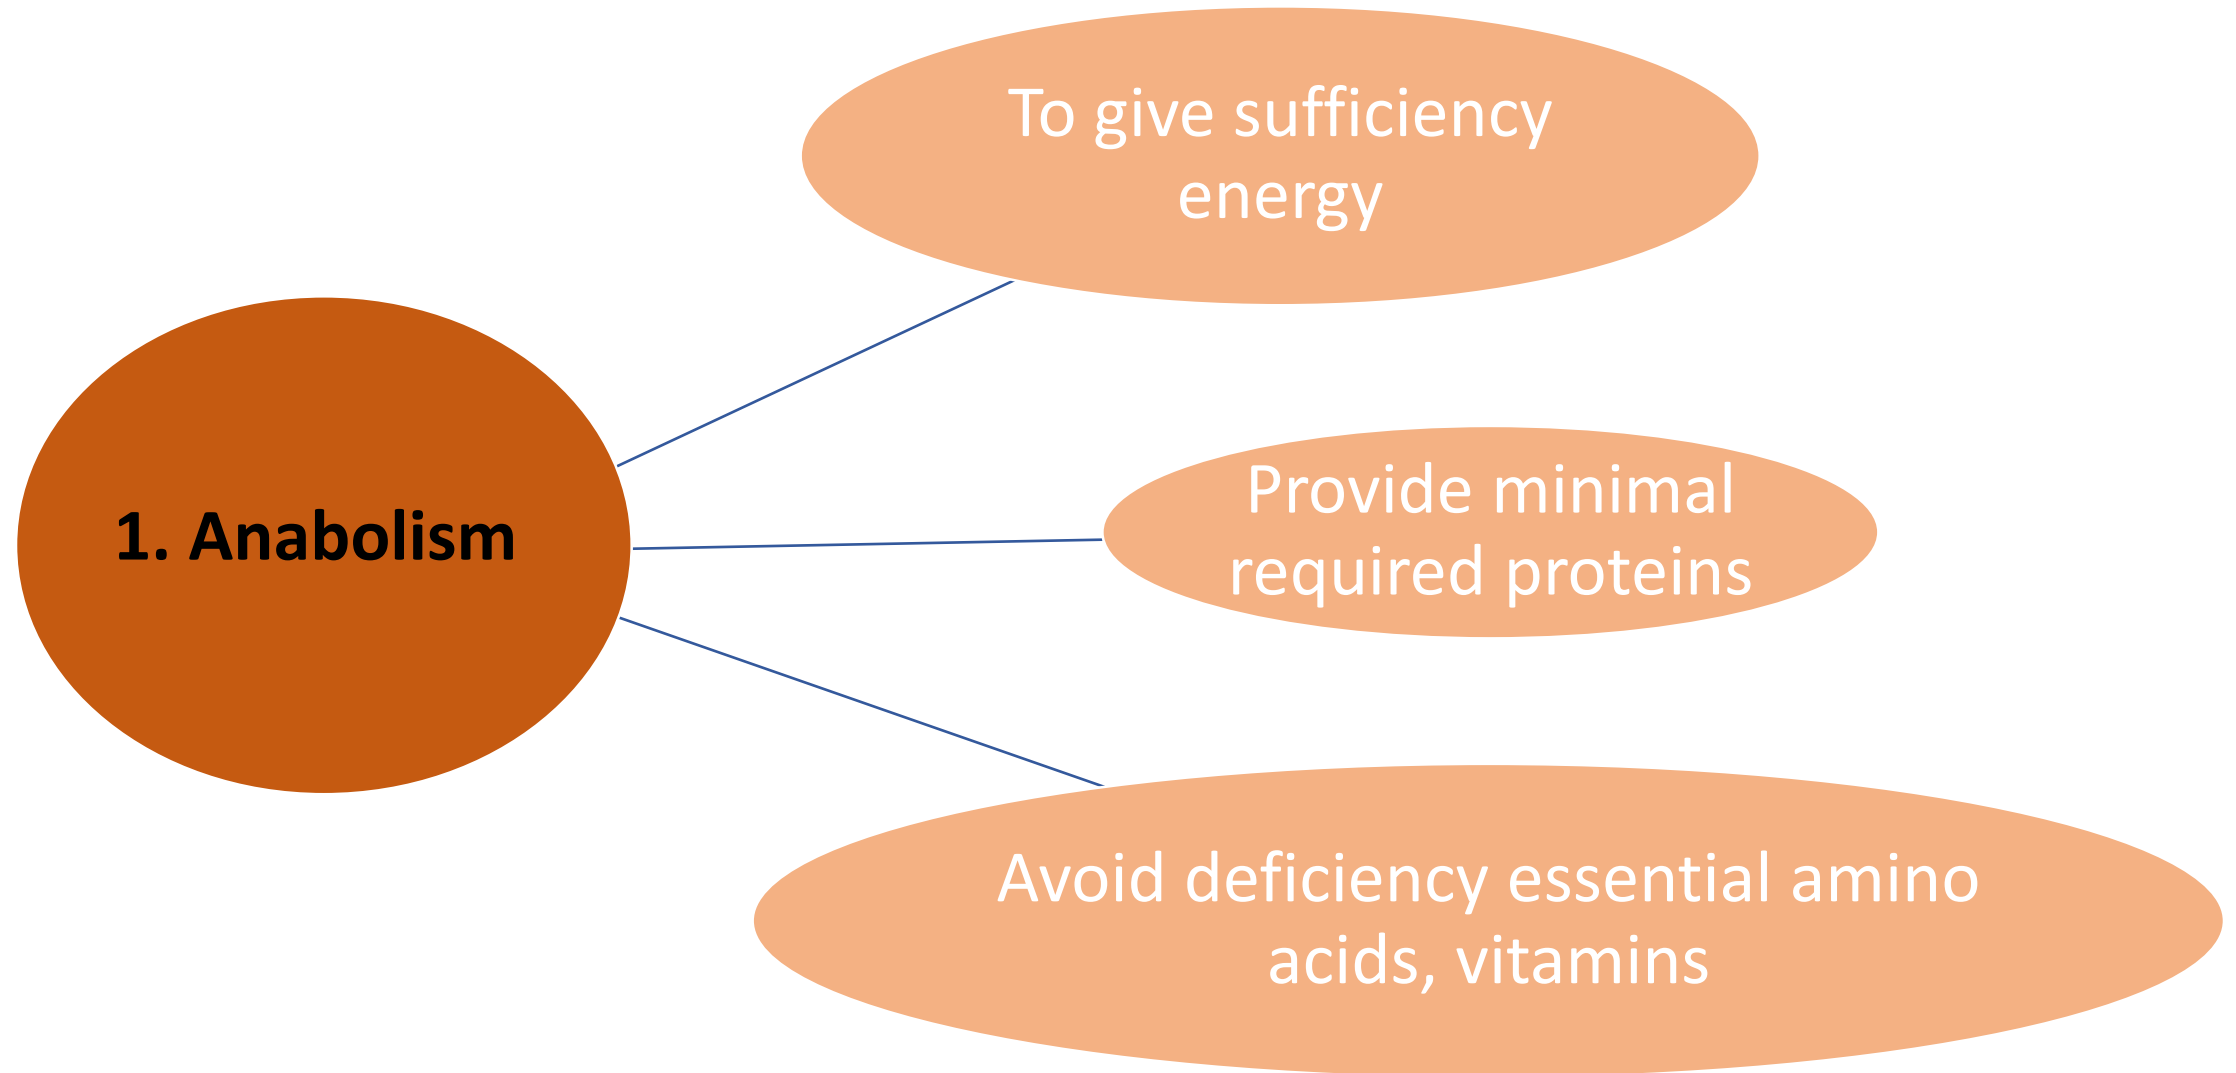 To give sufficiency
energy
1. Anabolism
Provide minimal
required proteins
Avoid deficiency essential amino
acids, vitamins